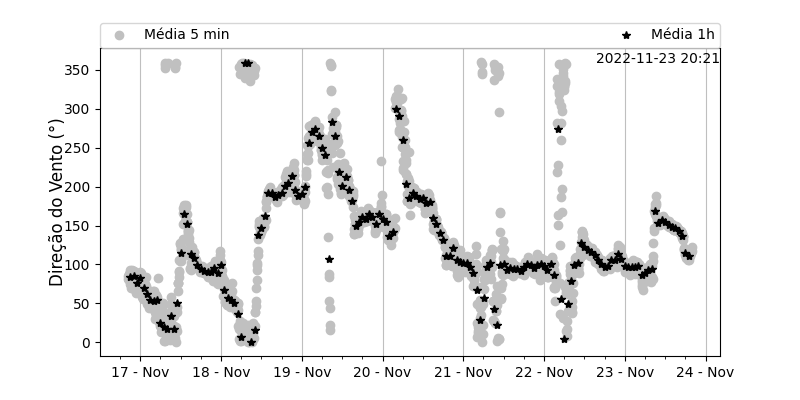 Média 5 min
Média 1h
2022-11-23 20:21
Direção do Vento (°)
350
300
250
200
150
100
50
0
17 - Nov
18 - Nov
19 - Nov
20 - Nov
21 - Nov
22 - Nov
23 - Nov
24 - Nov